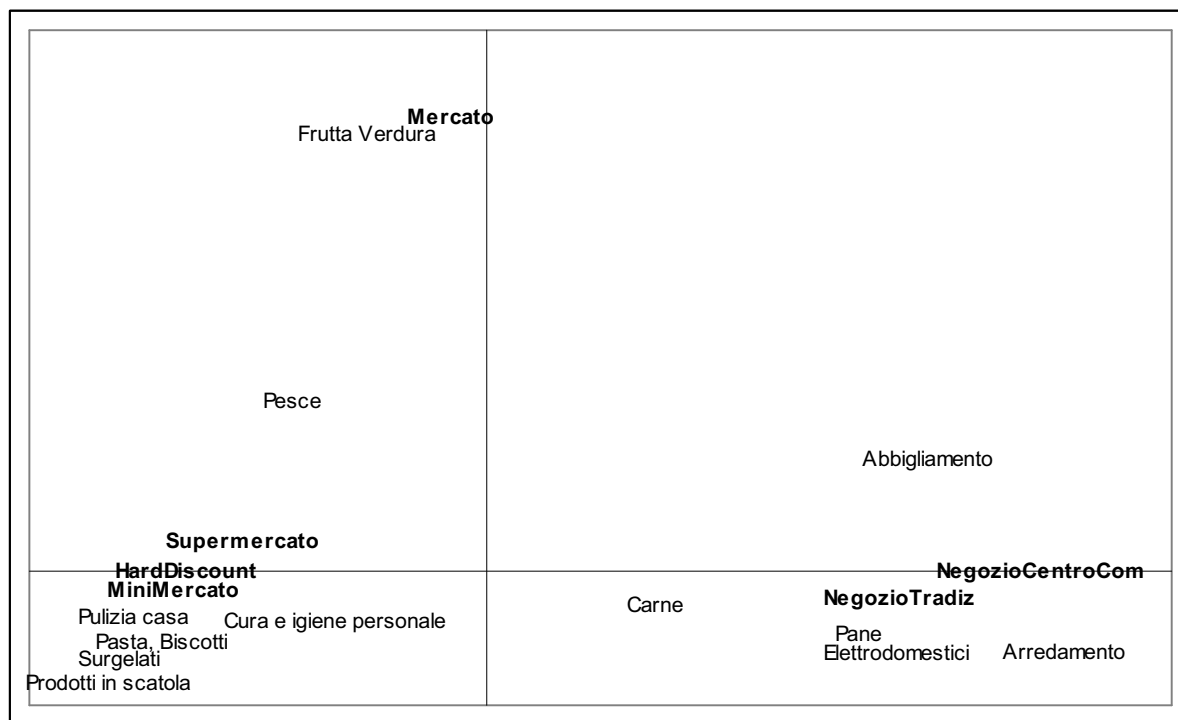 Mercato
Frutta Verdura
Pesce
Abbigliamento
Supermercato
HardDiscount
NegozioCentroCom
MiniMercato
NegozioTradiz
Carne
Pulizia casa
Cura e igiene personale
Pane
Pasta, Biscotti
Elettrodomestici
Arredamento
Surgelati
Prodotti in scatola